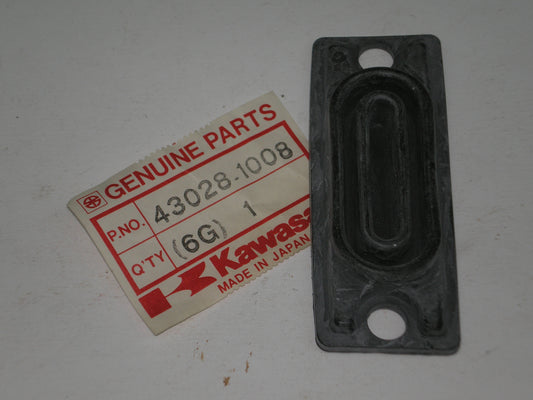 GENUINE PARTS
P.NO. 43028-1008
Q'TY (6G) 1
Kawasa
MADE IN JAPAN